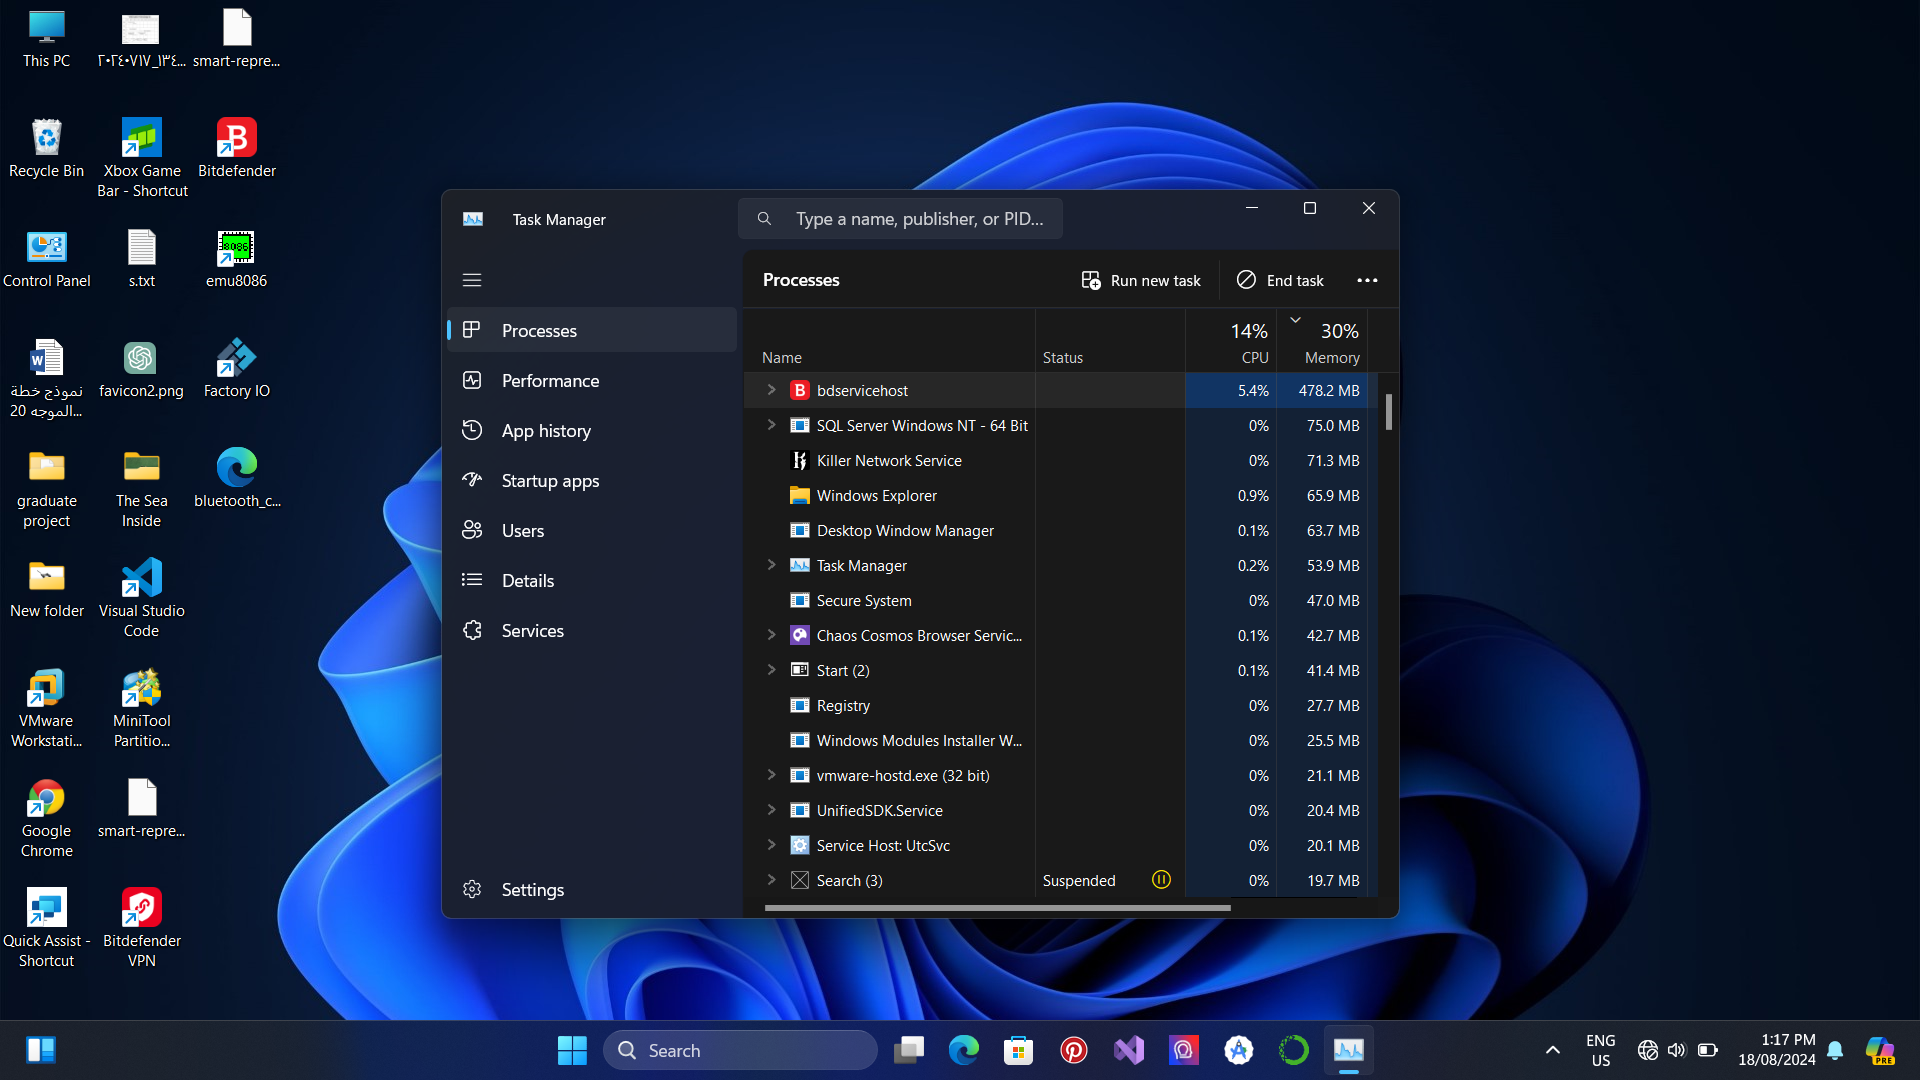 This PC
٢٠٢٤٠٧١٧_١٣٤...
smart-repre...
Recycle Bin
Xbox Game
Bar - Shortcut
Bitdefender
Control Panel
s.txt
emu8086
نموذج خطة
الموجه 20...
favicon2.png
Factory IO
graduate
project
The Sea
Inside
bluetooth_c...
New folder
Visual Studio
Code
VMware
Workstati...
MiniTool
Partitio...
Google
Chrome
smart-repre...
Quick Assist -
Shortcut
Bitdefender
VPN
Task Manager
Type a name, publisher, or PID...
Processes
Performance
App history
Startup apps
Users
Details
Services
Settings
Processes
Run new task
End task
14% 30%
Name Status CPU Memory
bdservicehost 5.4% 478.2 MB
SQL Server Windows NT - 64 Bit 0% 75.0 MB
Killer Network Service 0% 71.3 MB
Windows Explorer 0.9% 65.9 MB
Desktop Window Manager 0.1% 63.7 MB
Task Manager 0.2% 53.9 MB
Secure System 0% 47.0 MB
Chaos Cosmos Browser Servic... 0.1% 42.7 MB
Start (2) 0.1% 41.4 MB
Registry 0% 27.7 MB
Windows Modules Installer W... 0% 25.5 MB
vmware-hostd.exe (32 bit) 0% 21.1 MB
UnifiedSDK.Service 0% 20.4 MB
Service Host: UtcSvc 0% 20.1 MB
Search (3) Suspended 0% 19.7 MB
Search
ENG
US
1:17 PM
18/08/2024
PRE